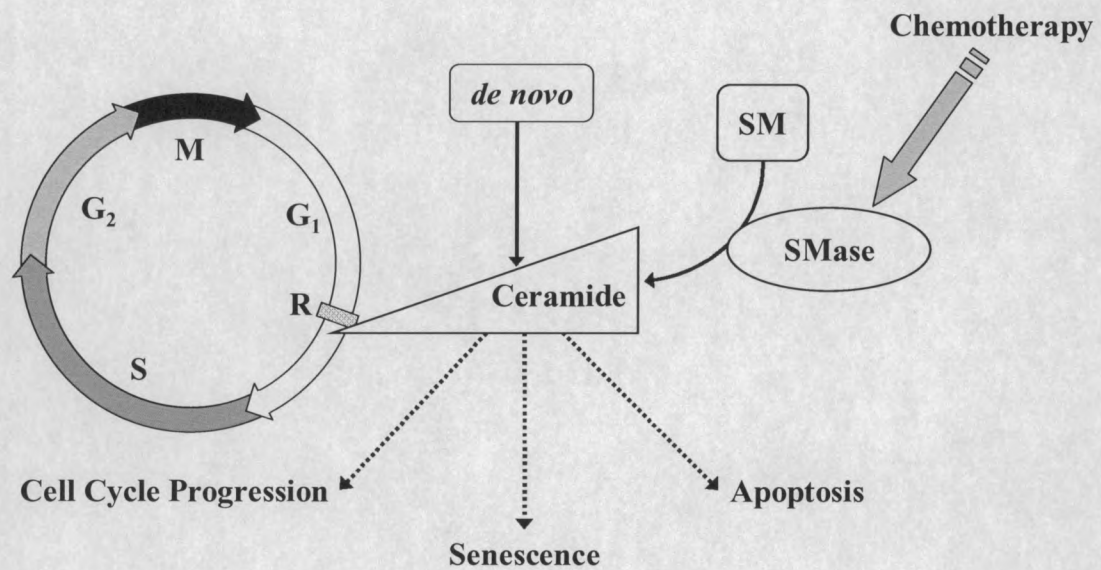 Chemotherapy
de novo
SM
M
G₂
G₁
SMase
Ceramide
R
S
Cell Cycle Progression
Apoptosis
Senescence